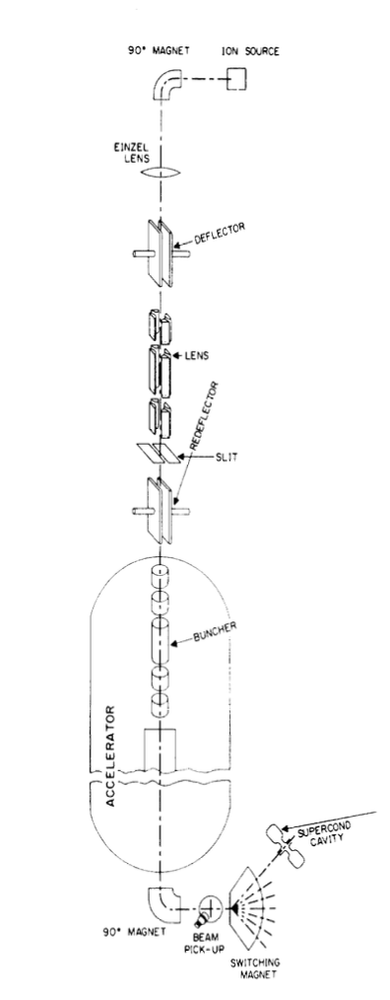 90° MAGNET
ION SOURCE
EINZEL
LENS
DEFLECTOR
LENS
REDEFLECTOR
SLIT
BUNCHER
ACCELERATOR
SUPERCOND
CAVITY
90° MAGNET
BEAM
PICK-UP
SWITCHING
MAGNET